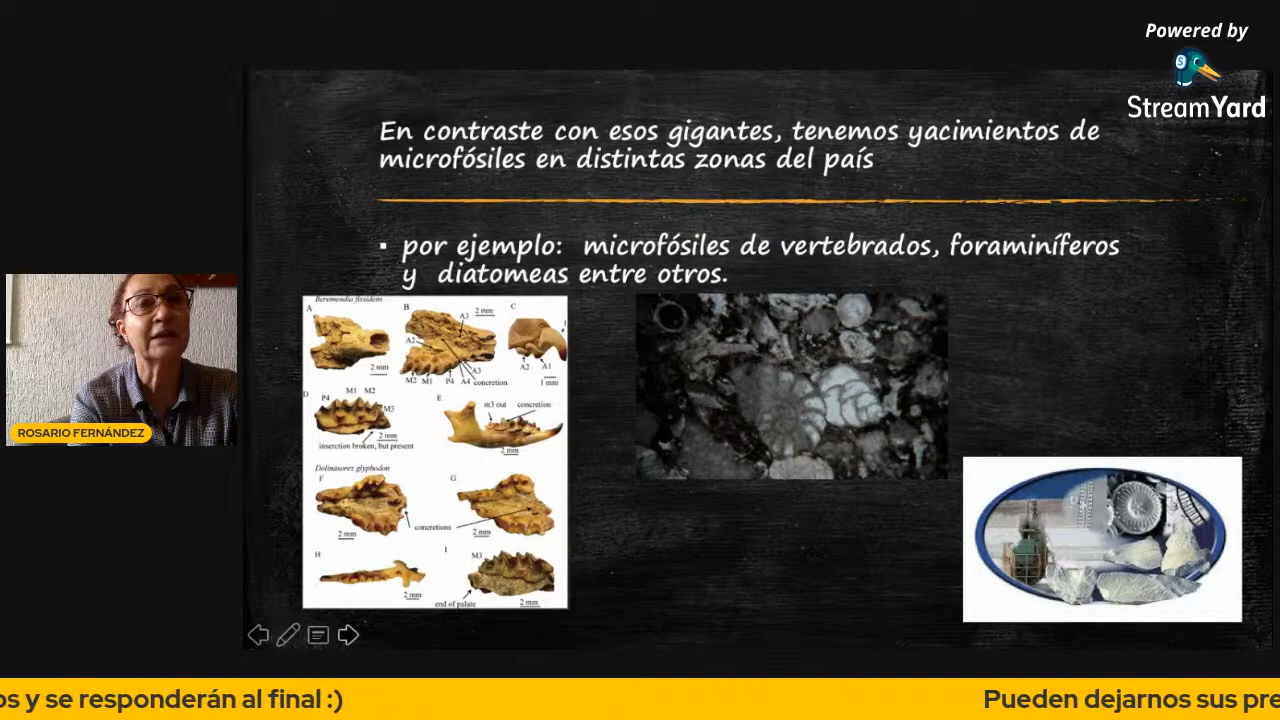 Powered by
StreamYard
En contraste con esos gigantes, tenemos yacimientos de
microfósiles en distintas zonas del país
▪ por ejemplo: microfósiles de vertebrados, foraminíferos
y diatomeas entre otros.
Beremendia fissidens
A
B
A3
2 mm
C
I
A2
2 mm
A3
A2
A1
M2
M1
P4
A4
concretion
1 mm
D
P4
M1
M2
M3
2 mm
insection broken, but present
E
m3 out
concretion
2 mm
Dolinasorex glyphodon
F
G
concretions
2 mm
2 mm
H
2 mm
I
M3
end of palate
2 mm
ROSARIO FERNÁNDEZ
os y se responderán al final :)
Pueden dejarnos sus pre